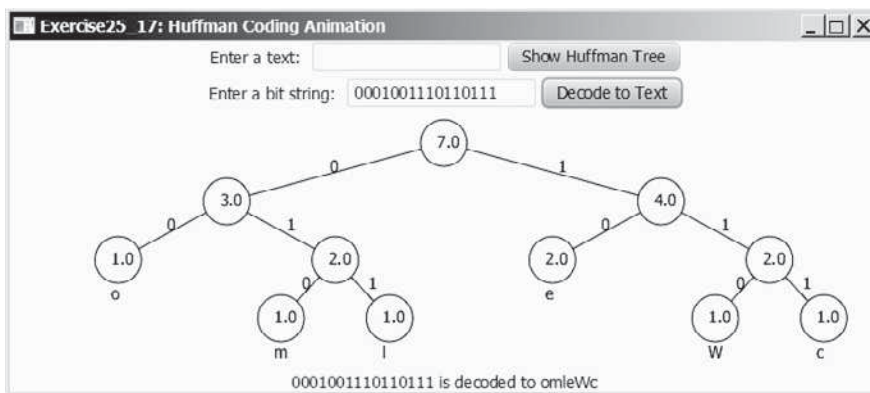 Exercise25_17: Huffman Coding Animation
Enter a text: Show Huffman Tree
Enter a bit string: 0001001110110111 Decode to Text
7.0
0 1
3.0 4.0
0 1 0 1
1.0 2.0 2.0 2.0
o 0 1 e 0 1
1.0 1.0 1.0 1.0
m l W c
0001001110110111 is decoded to omleWc